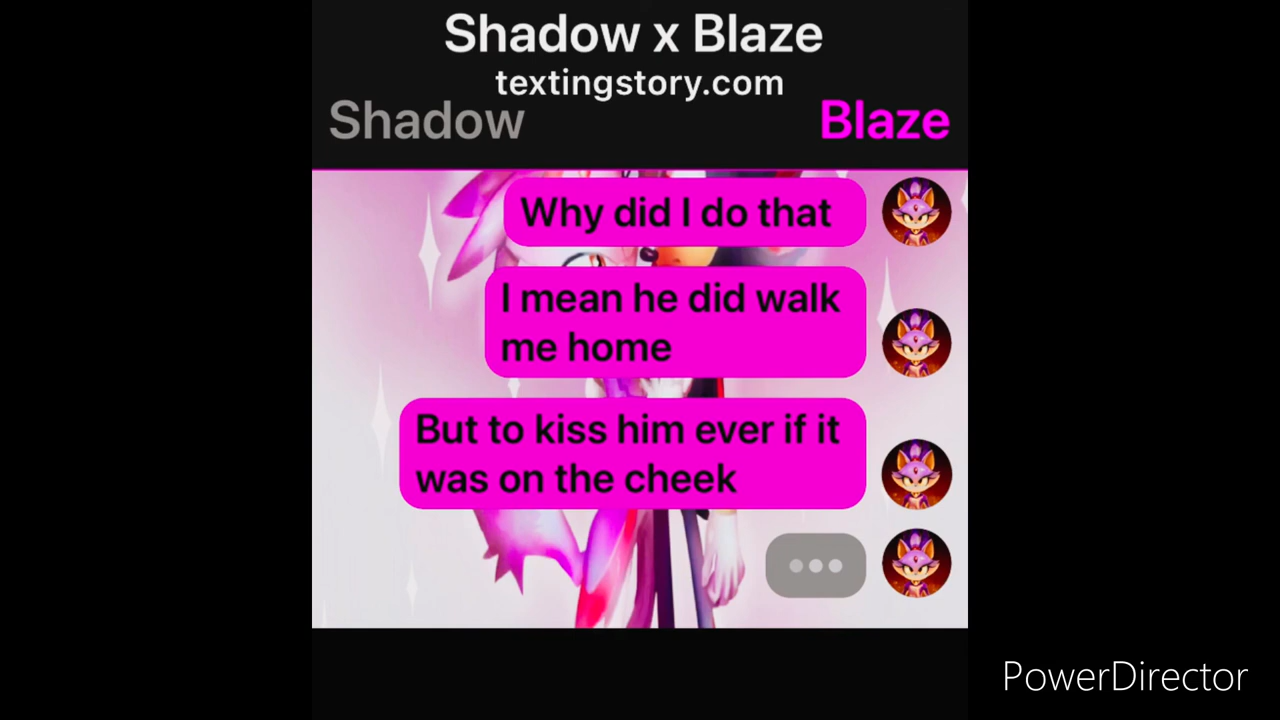 Shadow x Blaze
textingstory.com
Shadow
Blaze
Why did I do that
I mean he did walk
me home
But to kiss him ever if it
was on the cheek
PowerDirector